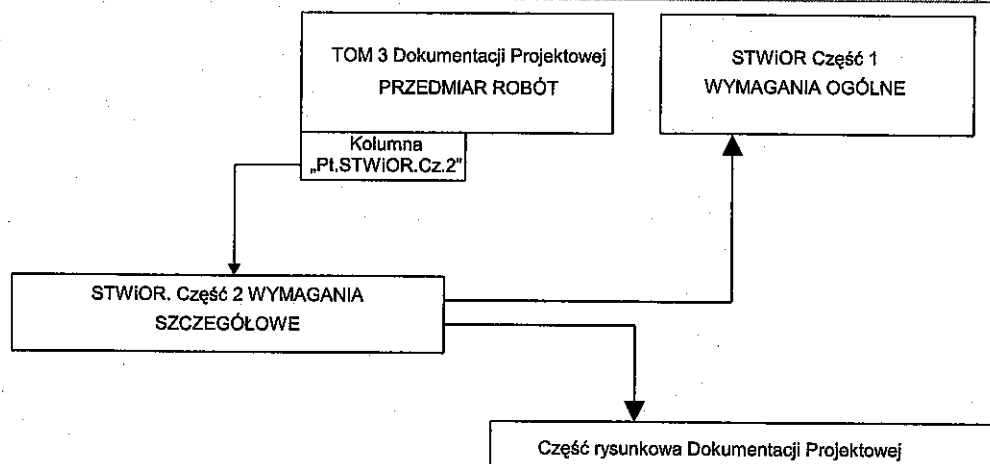 TOM 3 Dokumentacji Projektowej
PRZEDMIAR ROBÓT
Kolumna
„Pt.STWiOR.Cz.2"
STWiOR Część 1
WYMAGANIA OGÓLNE
STWiOR. Część 2 WYMAGANIA
SZCZEGÓŁOWE
Część rysunkowa Dokumentacji Projektowej